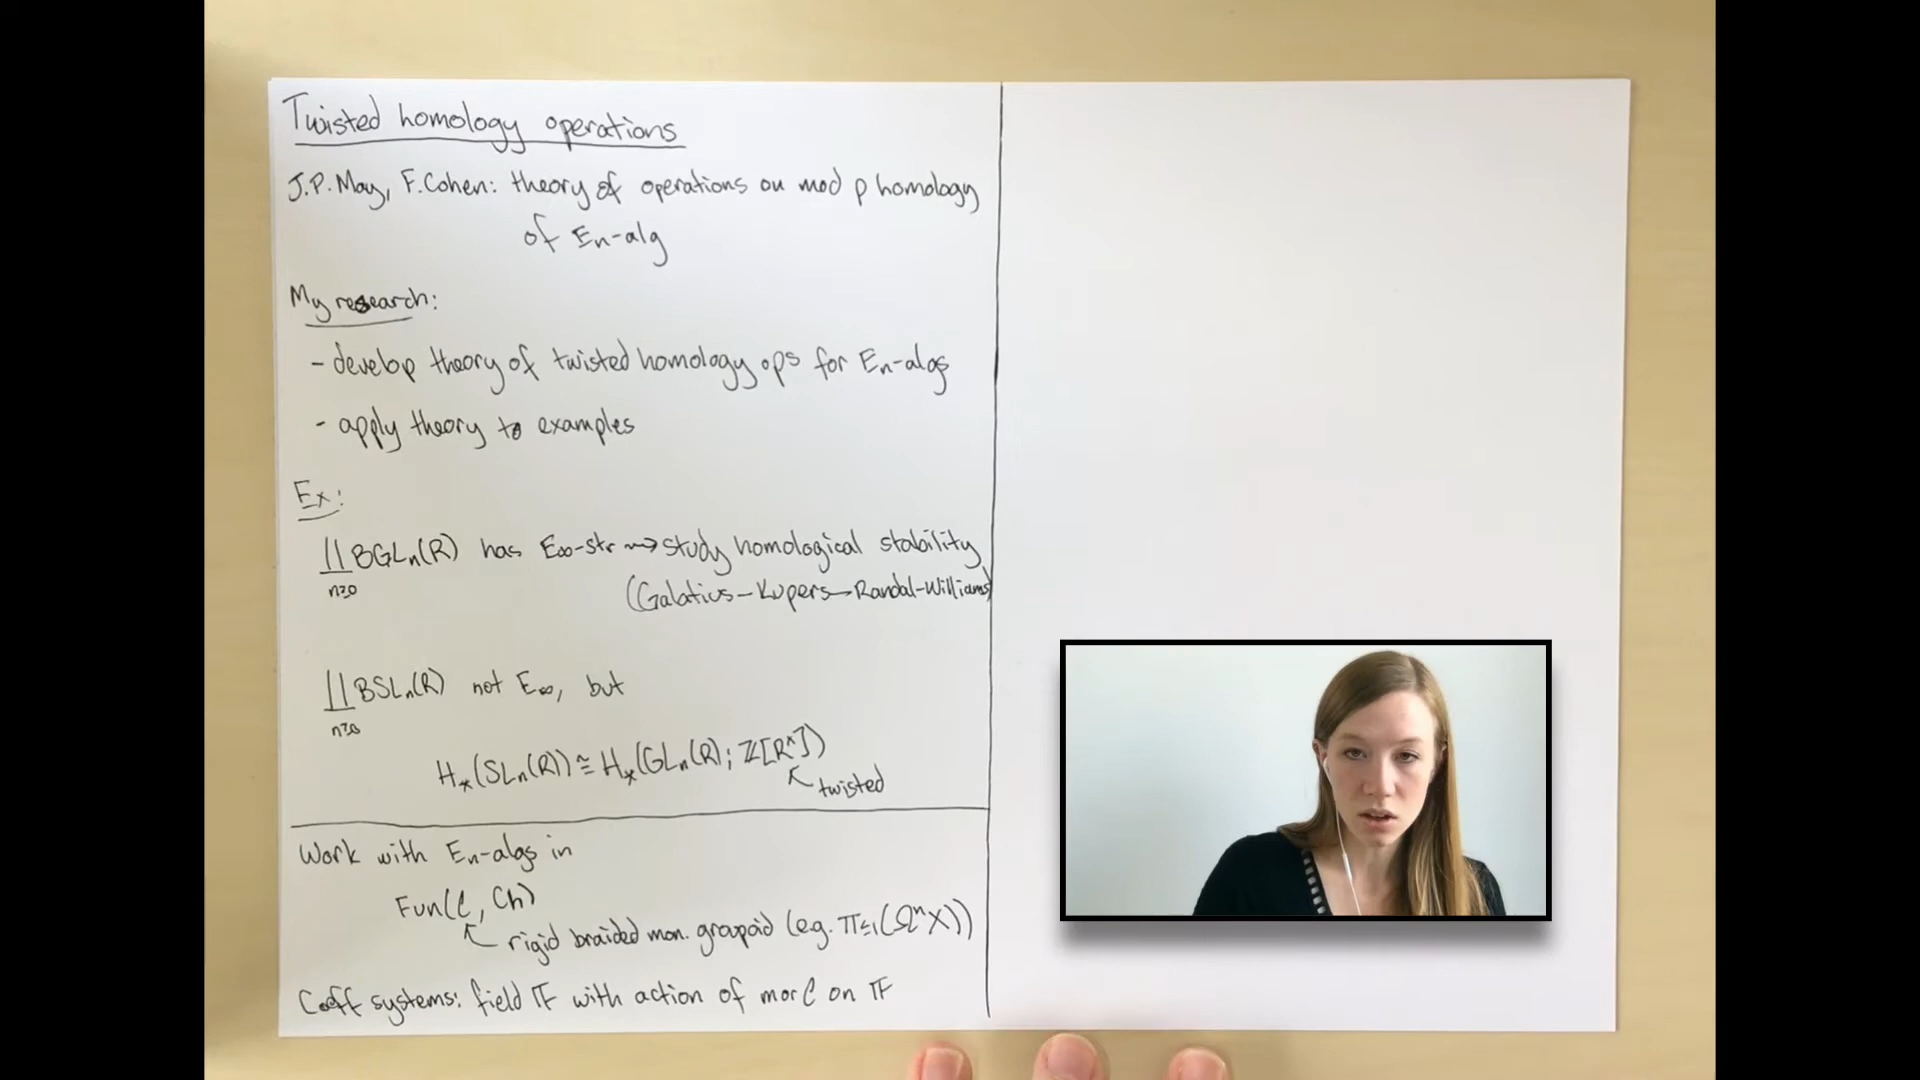 Twisted homology operations
J.P. May, F. Cohen: theory of operations on mod p homology
of En-alg
My research:
- develop theory of twisted homology ops for En-algs
- apply theory to examples
Ex:
∐ BGLn(R) has E∞-str ⇝ study homological stability
n≥0
(Galatius-Kupers-Randal-Williams)
∐ BSLn(R) not E∞, but
n≥0
H*(SLn(R)) ≅ H*(GLn(R); ℤ[R^×])
↖ twisted
Work with En-algs in
Fun(C, Ch)
↖ rigid braided mon. groupoid (e.g. π≤1(Ω^n X))
Coeff systems: field 𝔽 with action of mor C on 𝔽